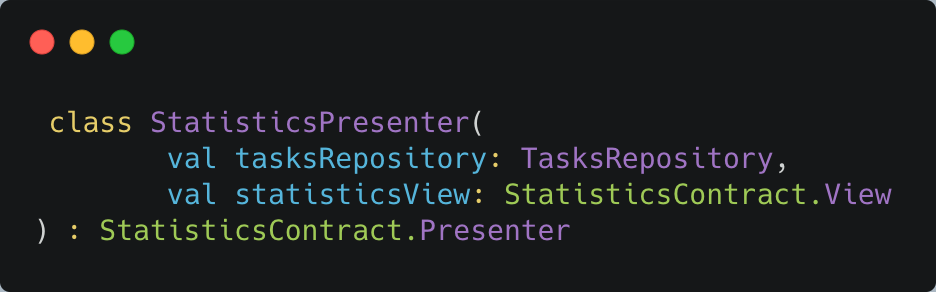 class StatisticsPresenter(
val tasksRepository: TasksRepository,
val statisticsView: StatisticsContract.View
) : StatisticsContract.Presenter